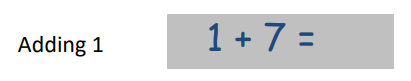 Adding 1 1 + 7 =